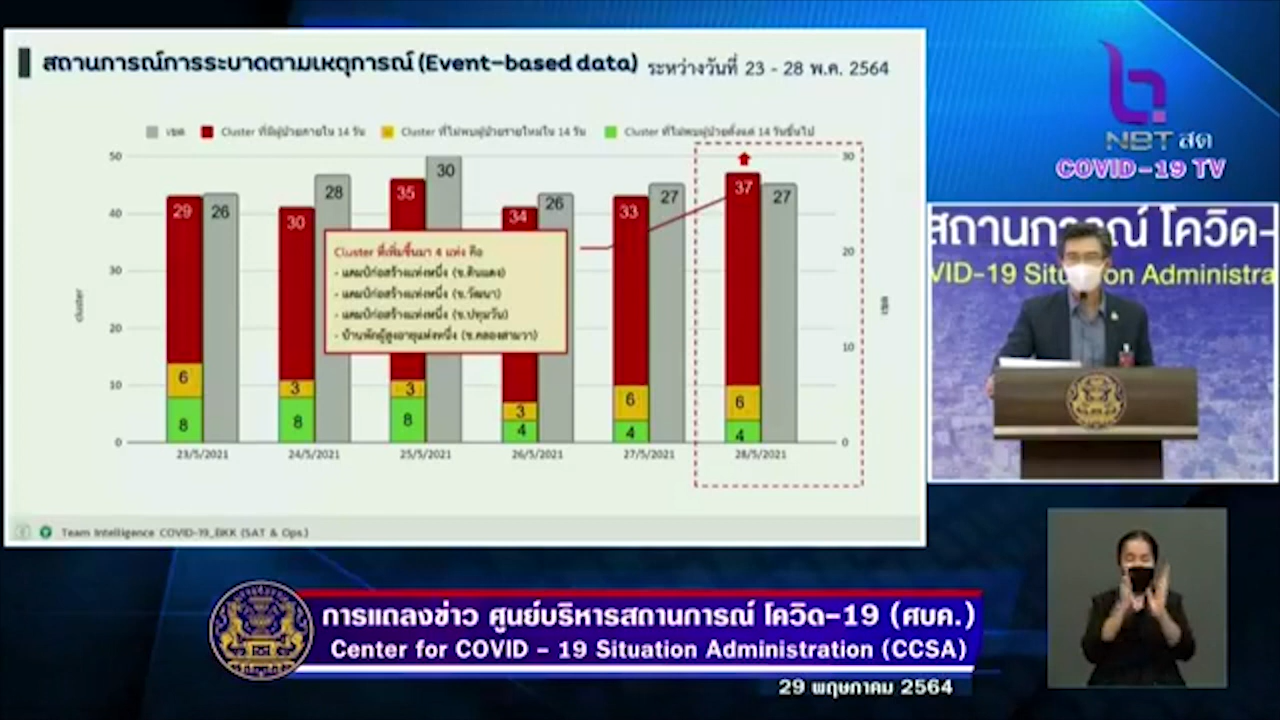 สถานการณ์การระบาดตามเหตุการณ์ (Event-based data) ระหว่างวันที่ 23 - 28 พ.ค. 2564
เขต Cluster ที่มีผู้ป่วยภายใน 14 วัน Cluster ที่ไม่พบผู้ป่วยรายใหม่ใน 14 วัน Cluster ที่ไม่พบผู้ป่วยตั้งแต่ 14 วันขึ้นไป
50
40
30
20
10
0
cluster
30
20
10
0
เขต
29 26
6
8
30 28
3
8
35 30
3
8
34 26
3
4
33 27
6
4
37 27
6
4
Cluster ที่เพิ่มขึ้นมา 4 แห่ง คือ
- แคมป์ก่อสร้างแห่งหนึ่ง (ข.ดินแดง)
- แคมป์ก่อสร้างแห่งหนึ่ง (ข.วัฒนา)
- แคมป์ก่อสร้างแห่งหนึ่ง (ข.ปทุมวัน)
- บ้านพักผู้สูงอายุแห่งหนึ่ง (ข.คลองสามวา)
23/5/2021 24/5/2021 25/5/2021 26/5/2021 27/5/2021 28/5/2021
Team Intelligence COVID-19_BKK (SAT & Ops)
NBT สด
COVID-19 TV
สถานการณ์ โควิด-
VID-19 Situation Administra
การแถลงข่าว ศูนย์บริหารสถานการณ์ โควิด-19 (ศบค.)
Center for COVID - 19 Situation Administration (CCSA)
29 พฤษภาคม 2564